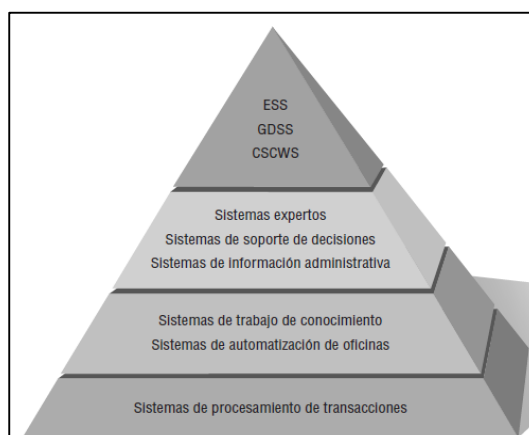 ESS
GDSS
CSCWS
Sistemas expertos
Sistemas de soporte de decisiones
Sistemas de información administrativa
Sistemas de trabajo de conocimiento
Sistemas de automatización de oficinas
Sistemas de procesamiento de transacciones